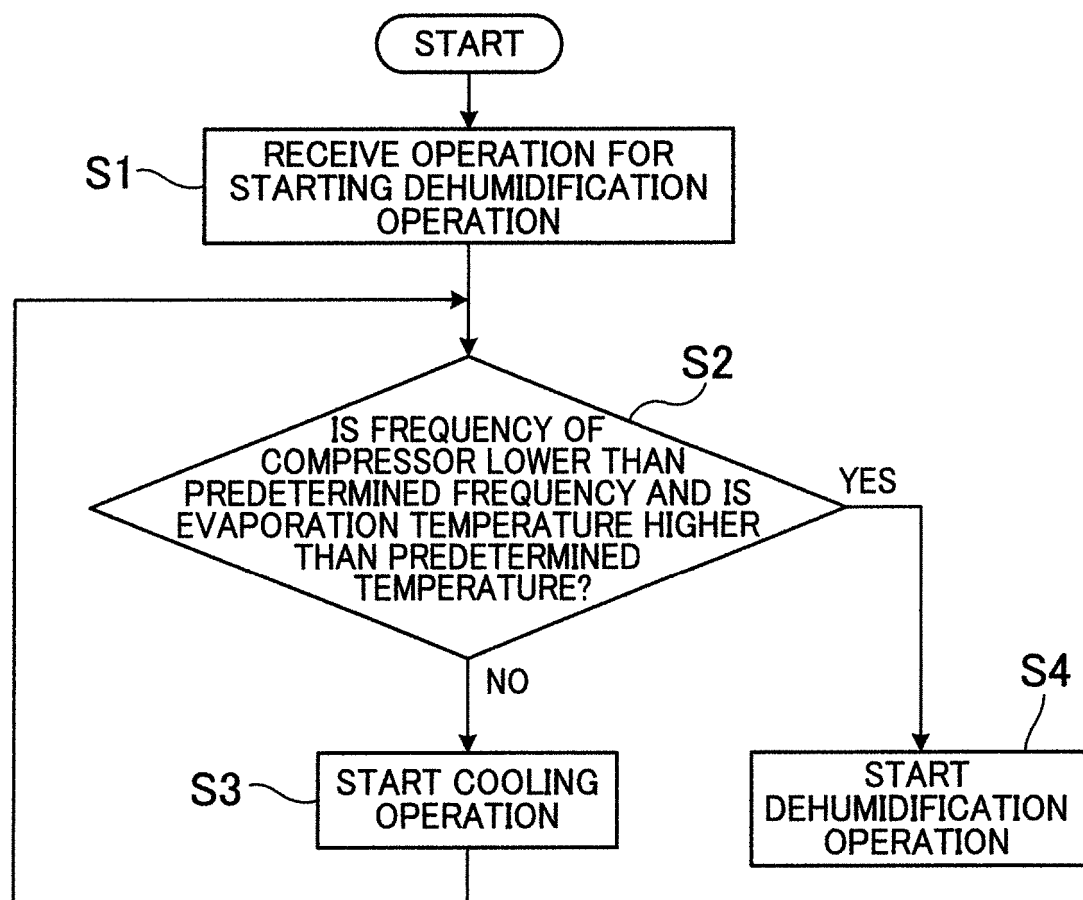 START
S1
RECEIVE OPERATION FOR
STARTING DEHUMIDIFICATION
OPERATION
S2
IS FREQUENCY OF
COMPRESSOR LOWER THAN
PREDETERMINED FREQUENCY AND IS
EVAPORATION TEMPERATURE HIGHER
THAN PREDETERMINED
TEMPERATURE?
YES
NO
S3
START COOLING
OPERATION
S4
START
DEHUMIDIFICATION
OPERATION